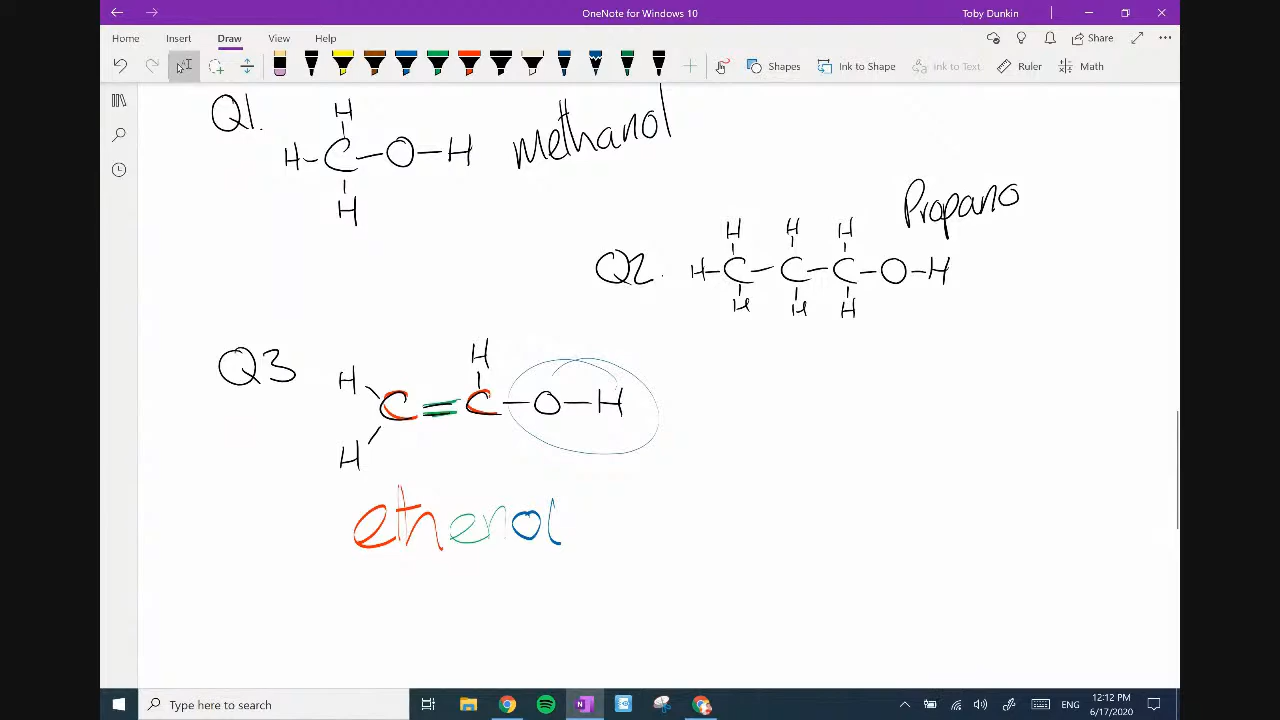 OneNote for Windows 10
Toby Dunkin
Home Insert Draw View Help
Share
Shapes Ink to Shape Ink to Text Ruler Math
Q1.
H
H-C-O-H
H
methanol
Propano
Q2.
H H H
H-C-C-C-O-H
H H H
Q3
H H
C=C-O-H
H
ethenol
Type here to search
ENG
12:12 PM
6/17/2020